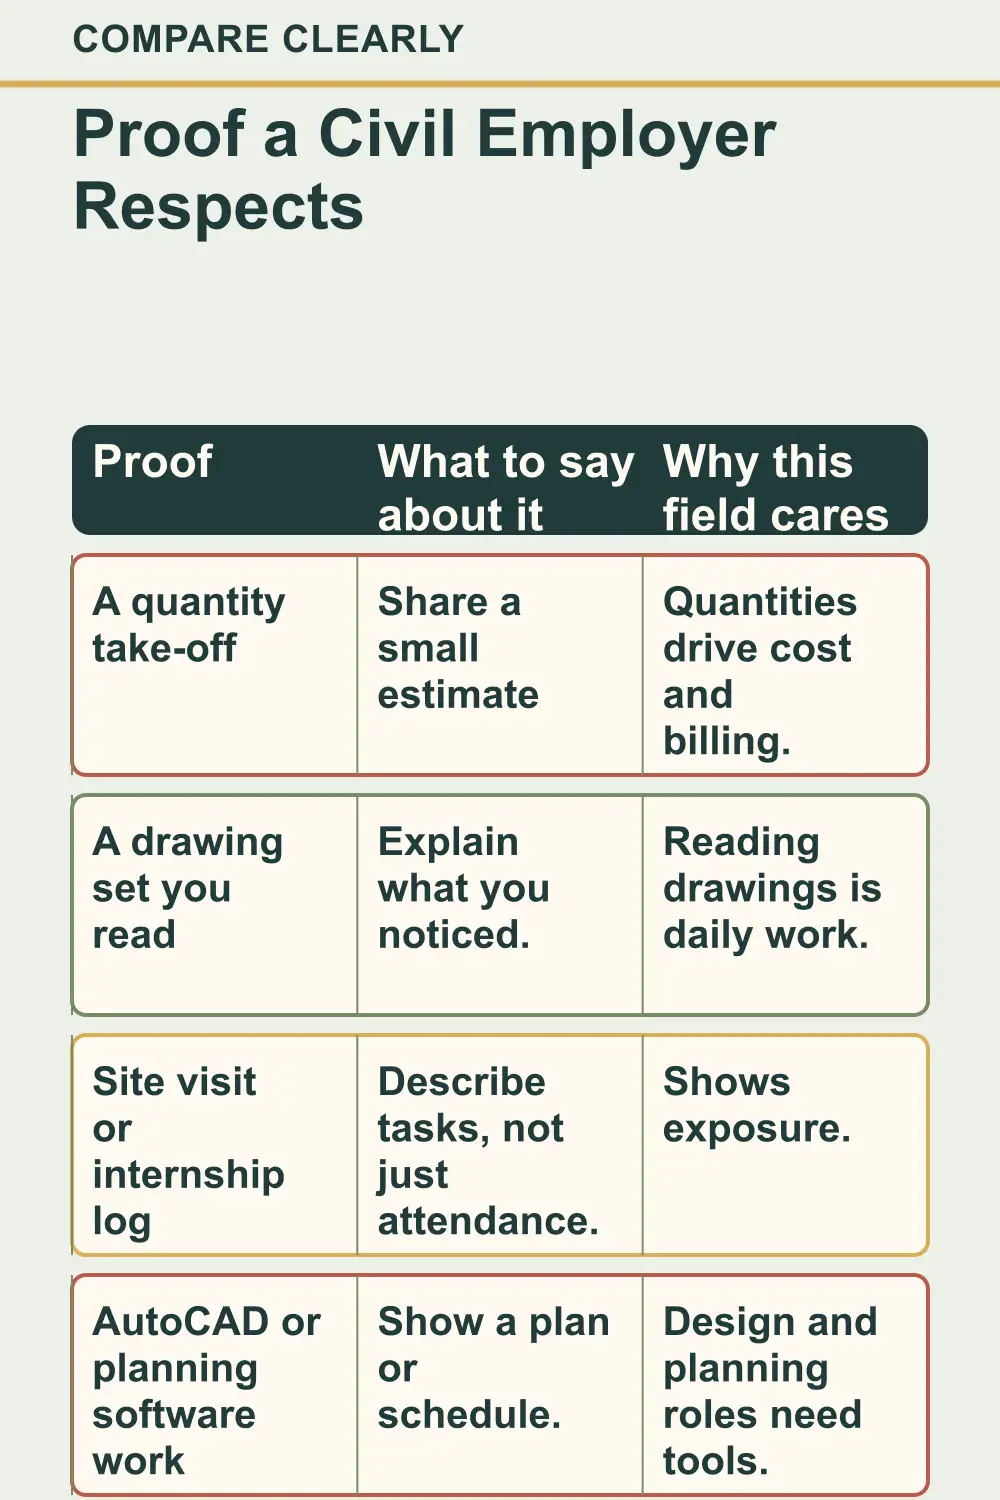 COMPARE CLEARLY
Proof a Civil Employer
Respects
Proof
What to say
about it
Why this
field cares
A quantity
take-off
Share a
small
estimate
Quantities
drive cost
and
billing.
A drawing
set you
read
Explain
what you
noticed.
Reading
drawings is
daily work.
Site visit
or
internship
log
Describe
tasks, not
just
attendance.
Shows
exposure.
AutoCAD or
planning
software
work
Show a plan
or
schedule.
Design and
planning
roles need
tools.